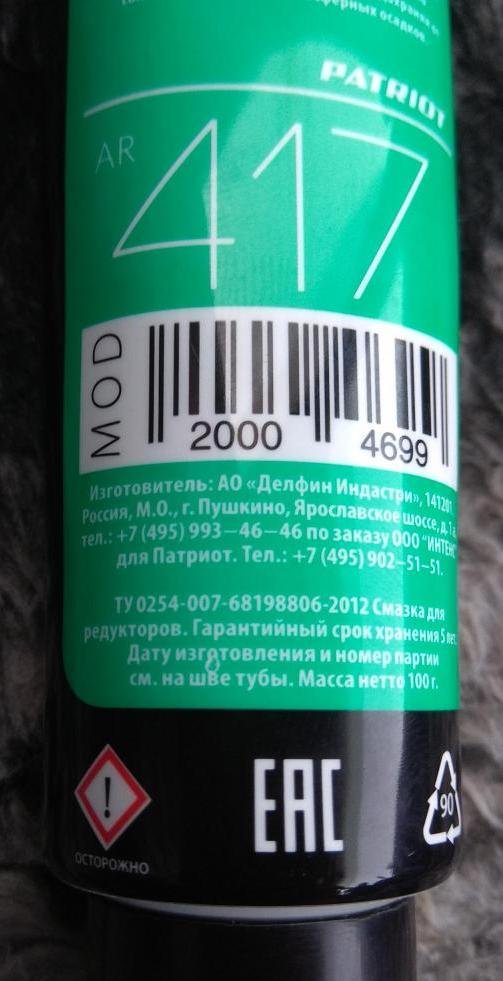 осадков.
PATRIOT
AR
417
MOD
2000 4699
Изготовитель: АО «Делфин Индастри», 141201,
Россия, М.О., г. Пушкино, Ярославское шоссе, д. 1а,
тел.: +7 (495) 993-46-46 по заказу ООО "ИНТЕНС"
для Патриот. Тел.: +7 (495) 902-51-51.
ТУ 0254-007-68198806-2012 Смазка для
редукторов. Гарантийный срок хранения 5 лет.
Дату изготовления и номер партии
см. на шве тубы. Масса нетто 100 г.
!
ОСТОРОЖНО
EAC
90